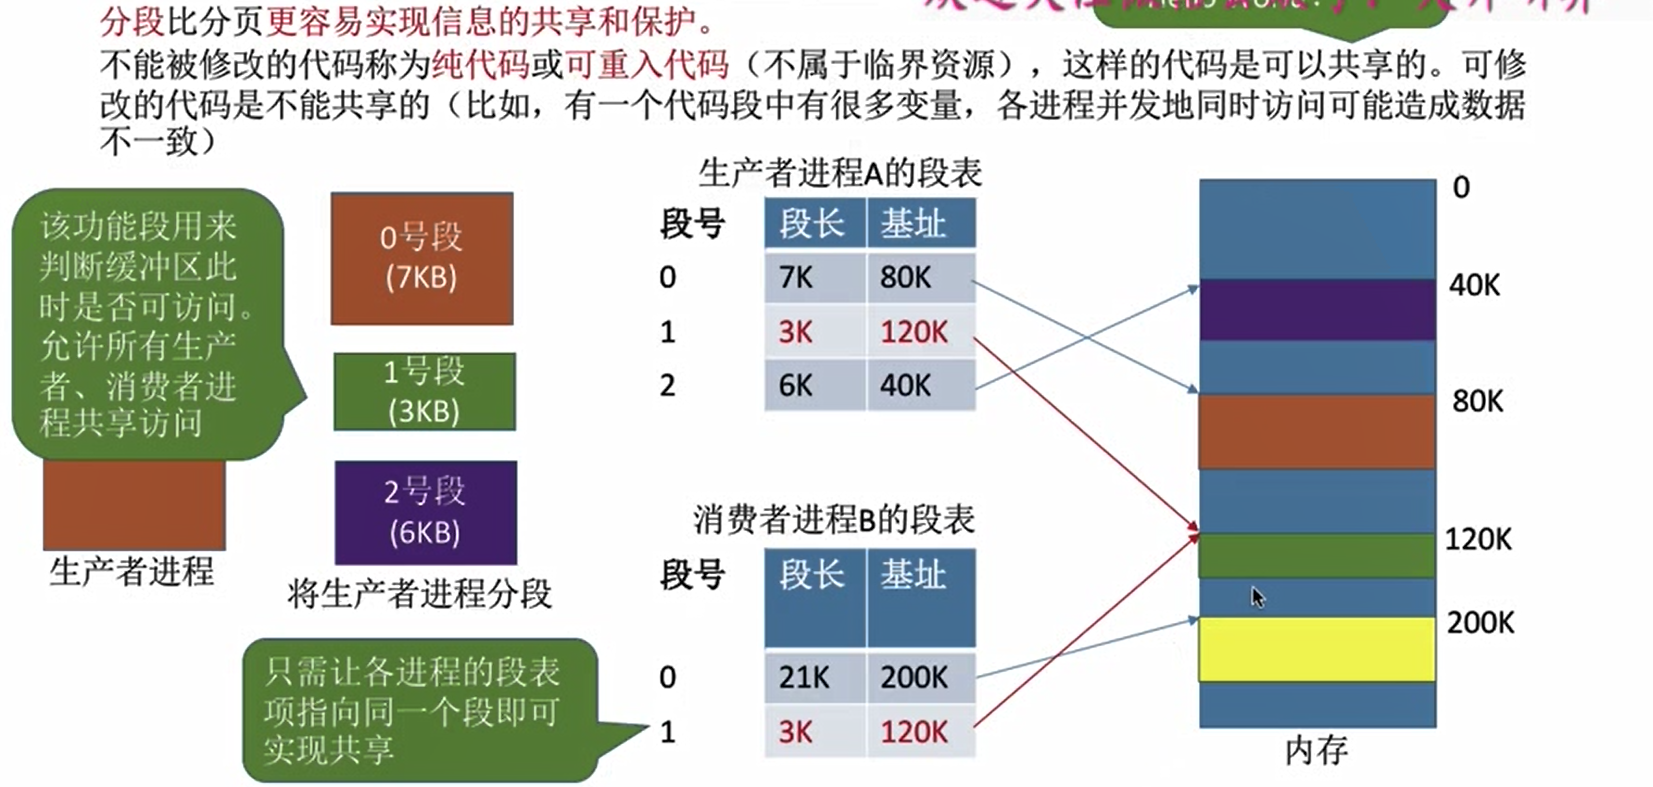 分段比分页更容易实现信息的共享和保护。
不能被修改的代码称为纯代码或可重入代码（不属于临界资源），这样的代码是可以共享的。可修
改的代码是不能共享的（比如，有一个代码段中有很多变量，各进程并发地同时访问可能造成数据
不一致）
该功能段用来
判断缓冲区此
时是否可访问。
允许所有生产
者、消费者进
程共享访问
生产者进程
0号段
(7KB)
1号段
(3KB)
2号段
(6KB)
将生产者进程分段
生产者进程A的段表
段号 段长 基址
0 7K 80K
1 3K 120K
2 6K 40K
消费者进程B的段表
段号 段长 基址
0 21K 200K
1 3K 120K
只需让各进程的段表
项指向同一个段即可
实现共享
0
40K
80K
120K
200K
内存